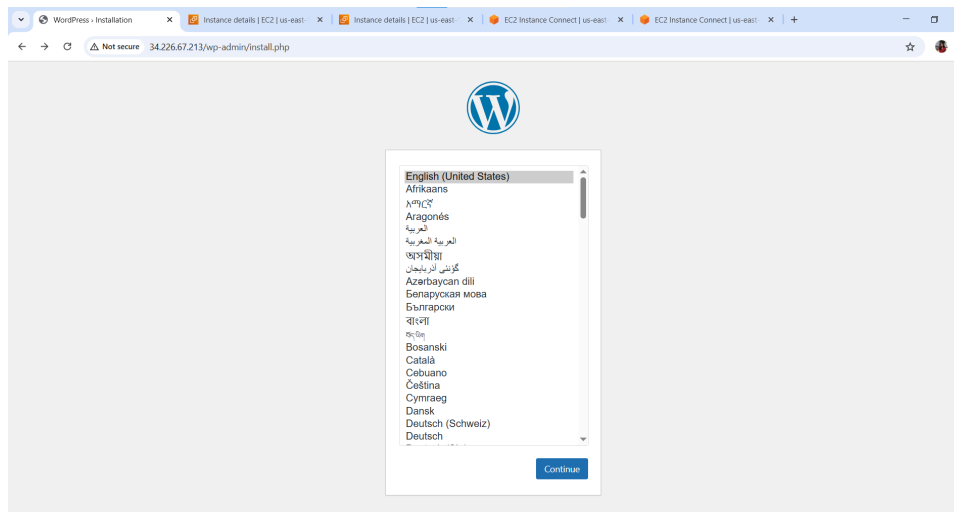 WordPress › Installation
Instance details | EC2 | us-east-
Instance details | EC2 | us-east-
EC2 Instance Connect | us-east-
EC2 Instance Connect | us-east-
Not secure
34.226.67.213/wp-admin/install.php
English (United States)
Afrikaans
አማርኛ
Aragonés
العربية
العربية المغربية
অসমীয়া
گؤنئی آذربایجان
Azərbaycan dili
Беларуская мова
Български
বাংলা
བོད་ཡིག
Bosanski
Català
Cebuano
Čeština
Cymraeg
Dansk
Deutsch (Schweiz)
Deutsch
Continue